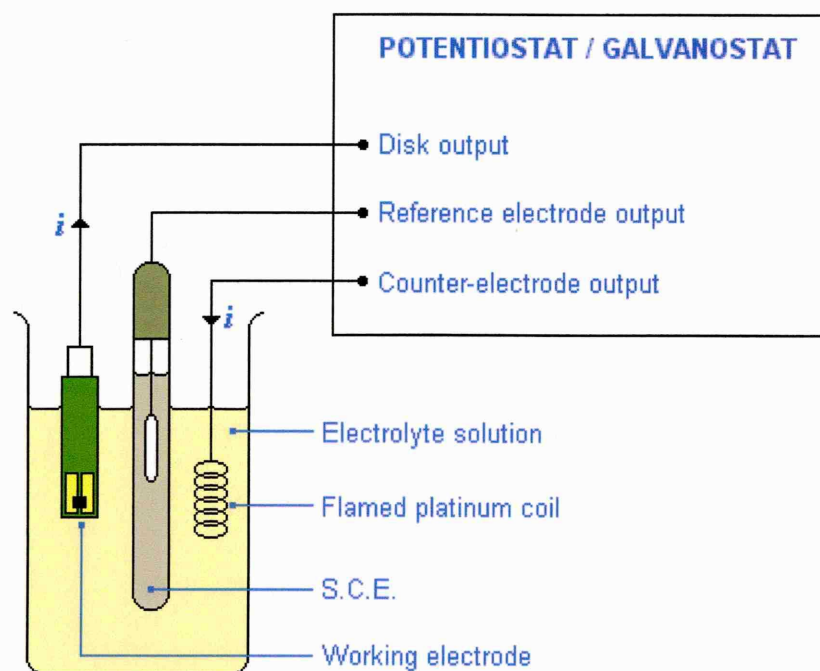 POTENTIOSTAT / GALVANOSTAT
Disk output
i
Reference electrode output
Counter-electrode output
i
Electrolyte solution
Flamed platinum coil
S.C.E.
Working electrode